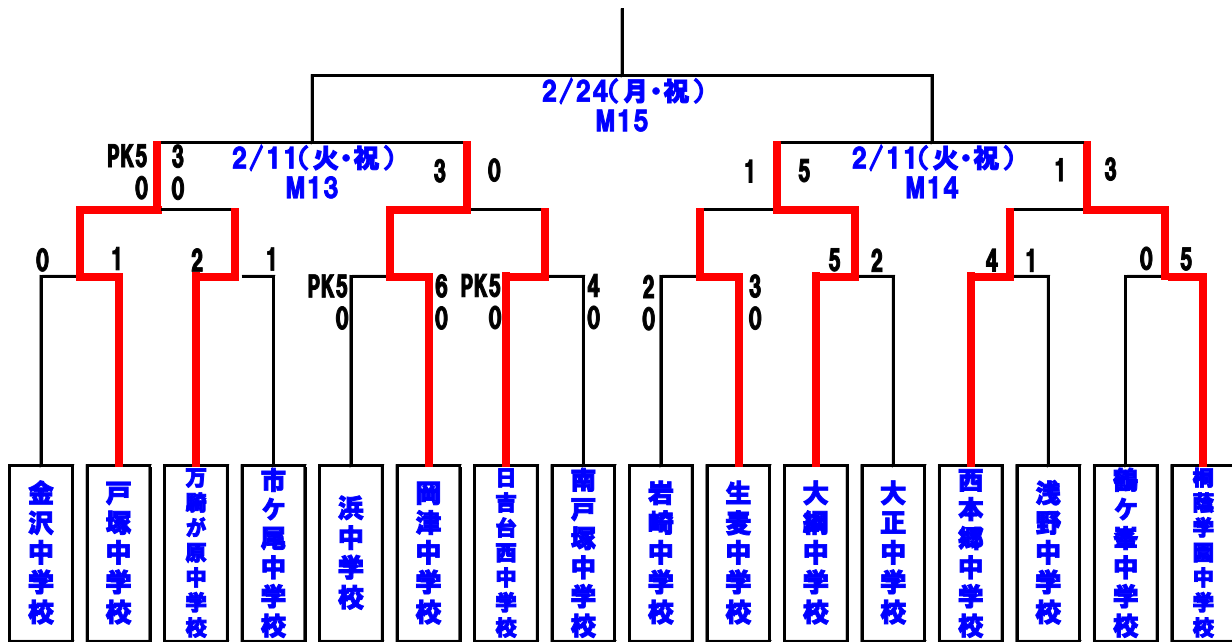 2/24(月・祝)
M15
PK5 3
0 0
2/11(火・祝)
M13
3 0
1 5
2/11(火・祝)
M14
1 3
0 1
2 1
PK5 6
0 0
PK5 4
0 0
2 3
0 0
5 2
4 1
0 5
金沢中学校
戸塚中学校
万騎が原中学校
市ケ尾中学校
浜中学校
岡津中学校
日吉台西中学校
南戸塚中学校
岩崎中学校
生麦中学校
大綱中学校
大正中学校
西本郷中学校
浅野中学校
鶴ケ峯中学校
桐蔭学園中学校